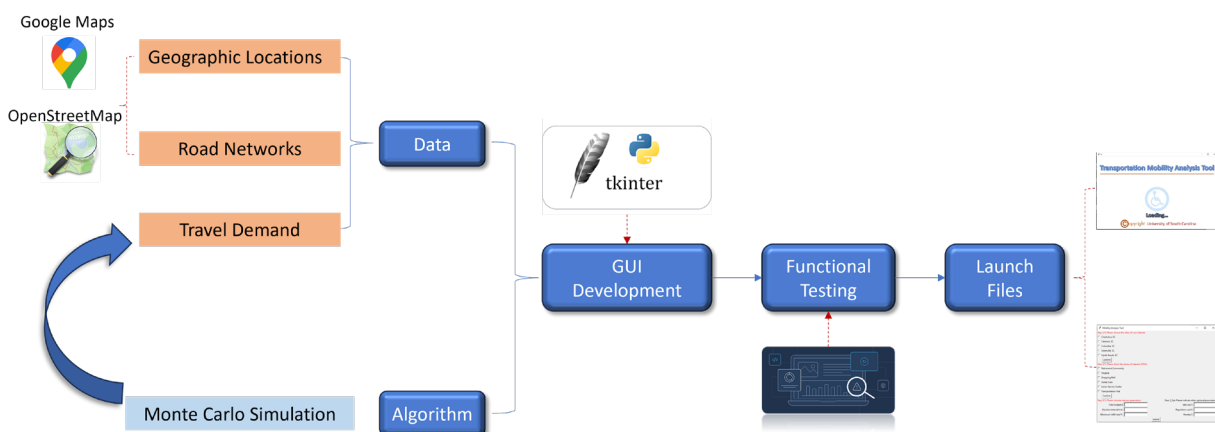 Google Maps
Geographic Locations
OpenStreetMap
Road Networks
Data
tkinter
Travel Demand
GUI
Development
Functional
Testing
Launch
Files
Transportation Mobility Analysis Tool
Loading...
Copyright University of South Carolina
Monte Carlo Simulation
Algorithm